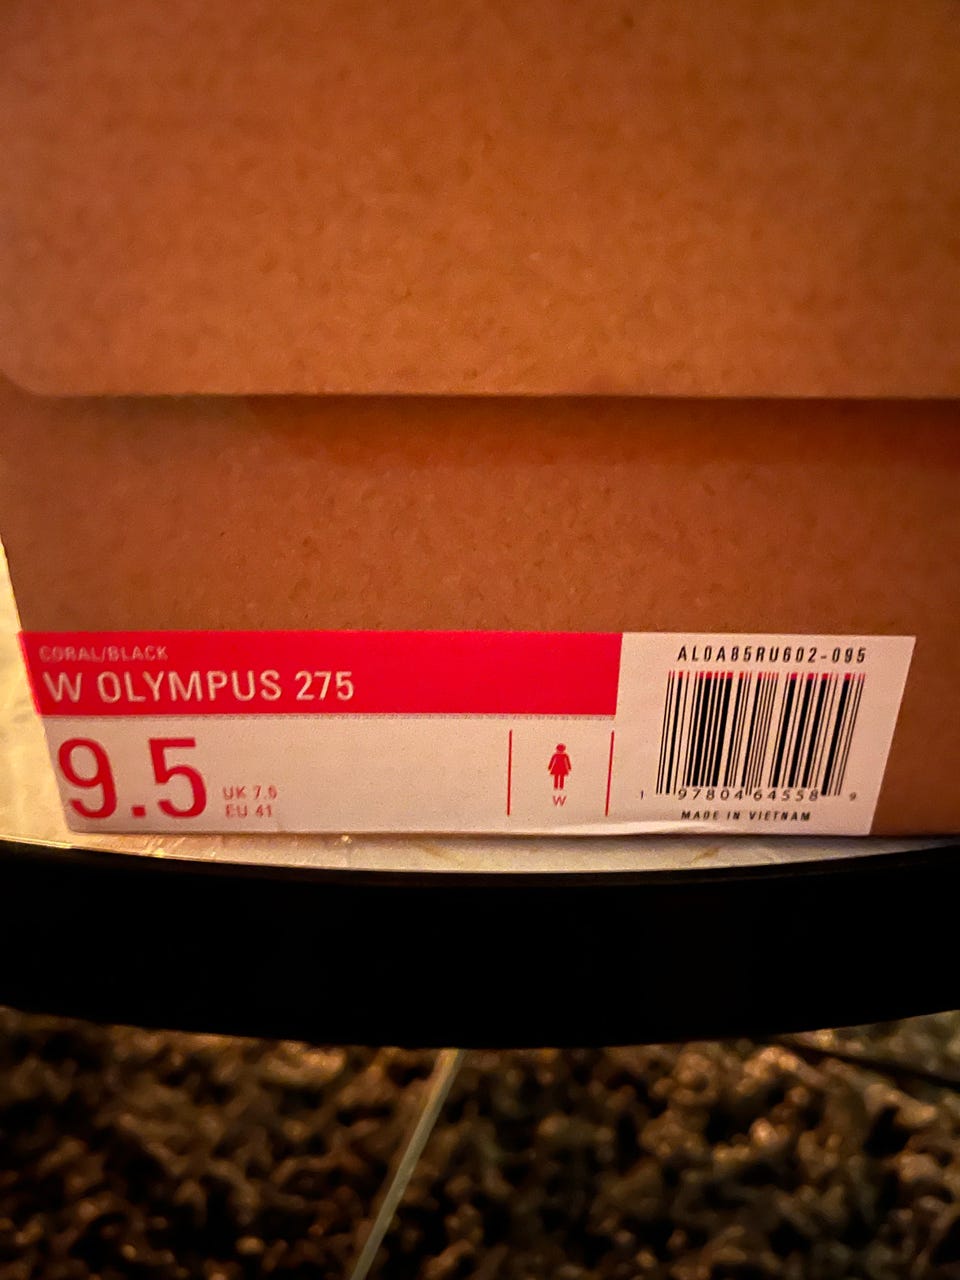 CORAL/BLACK
W OLYMPUS 275
9.5
UK 7.5
EU 41
W
AL0A85RU602-095
1 97804 64558 9
MADE IN VIETNAM